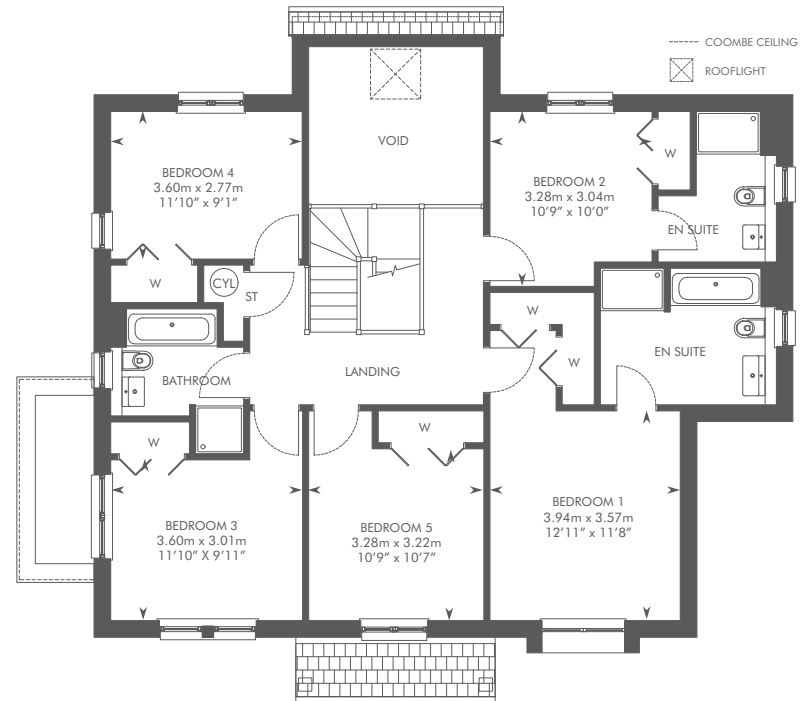 COOMBE CEILING
ROOFLIGHT
VOID
BEDROOM 4
3.60m x 2.77m
11'10" x 9'1"
W
BEDROOM 2
3.28m x 3.04m
10'9" x 10'0"
W
EN SUITE
CYL
ST
W
W
EN SUITE
BATHROOM
LANDING
W
W
BEDROOM 3
3.60m x 3.01m
11'10" X 9'11"
BEDROOM 5
3.28m x 3.22m
10'9" x 10'7"
BEDROOM 1
3.94m x 3.57m
12'11" x 11'8"